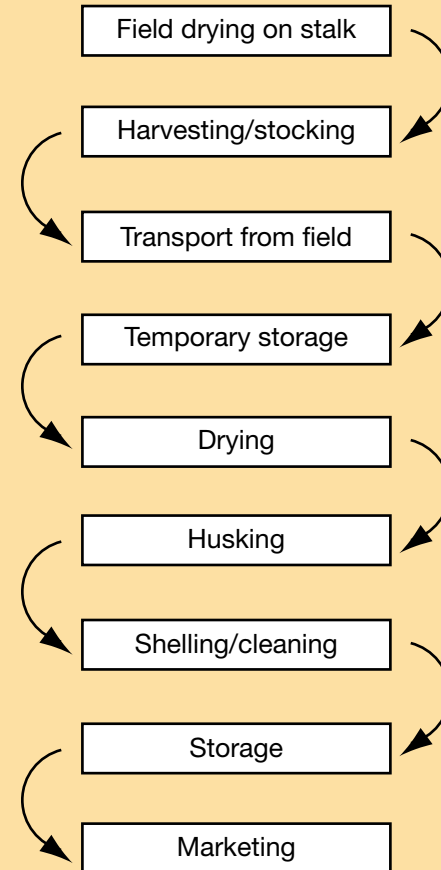 Field drying on stalk
Harvesting/stocking
Transport from field
Temporary storage
Drying
Husking
Shelling/cleaning
Storage
Marketing